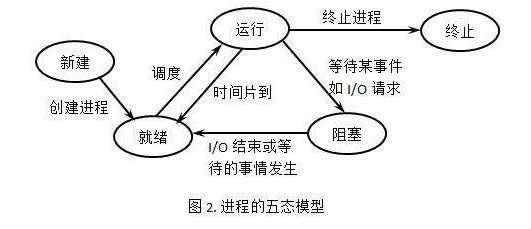 运行
终止进程
终止
新建
调度
等待某事件
如 I/O 请求
创建进程
时间片到
就绪
阻塞
I/O 结束或等
待的事情发生
图 2. 进程的五态模型